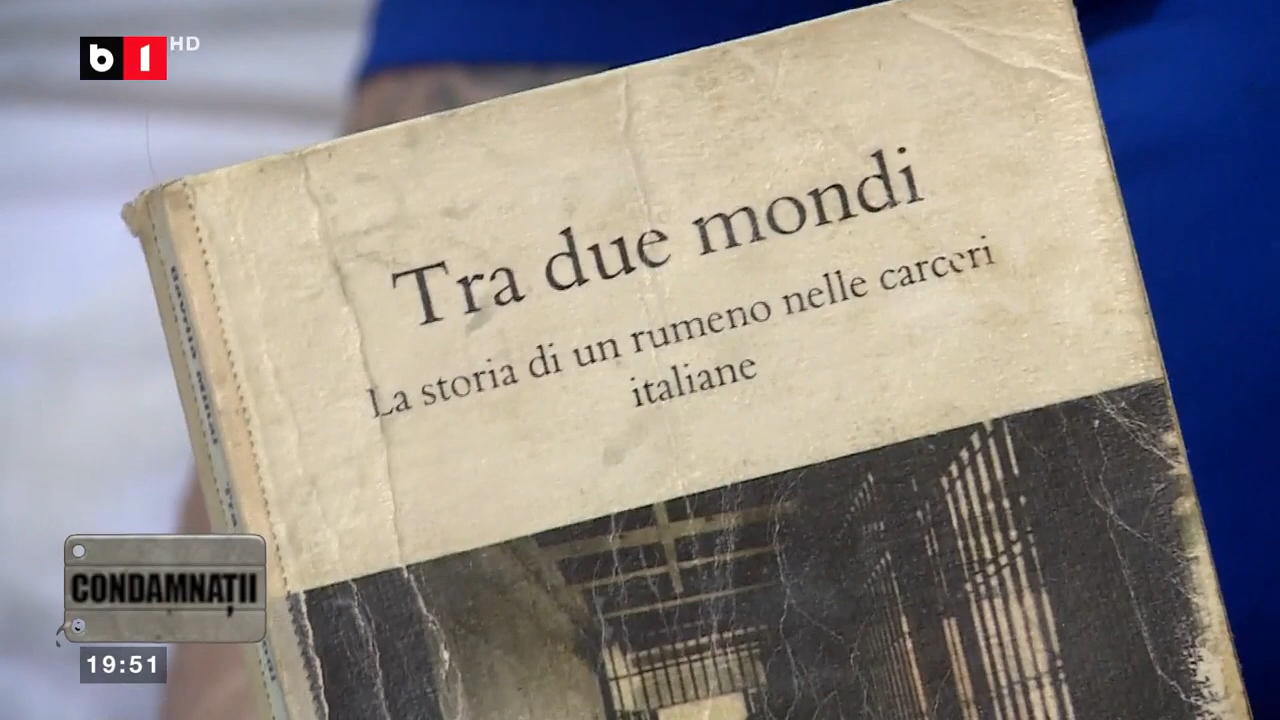 b1 HD
Tra due mondi
La storia di un rumeno nelle carceri
italiane
CONDAMNAȚII
19:51